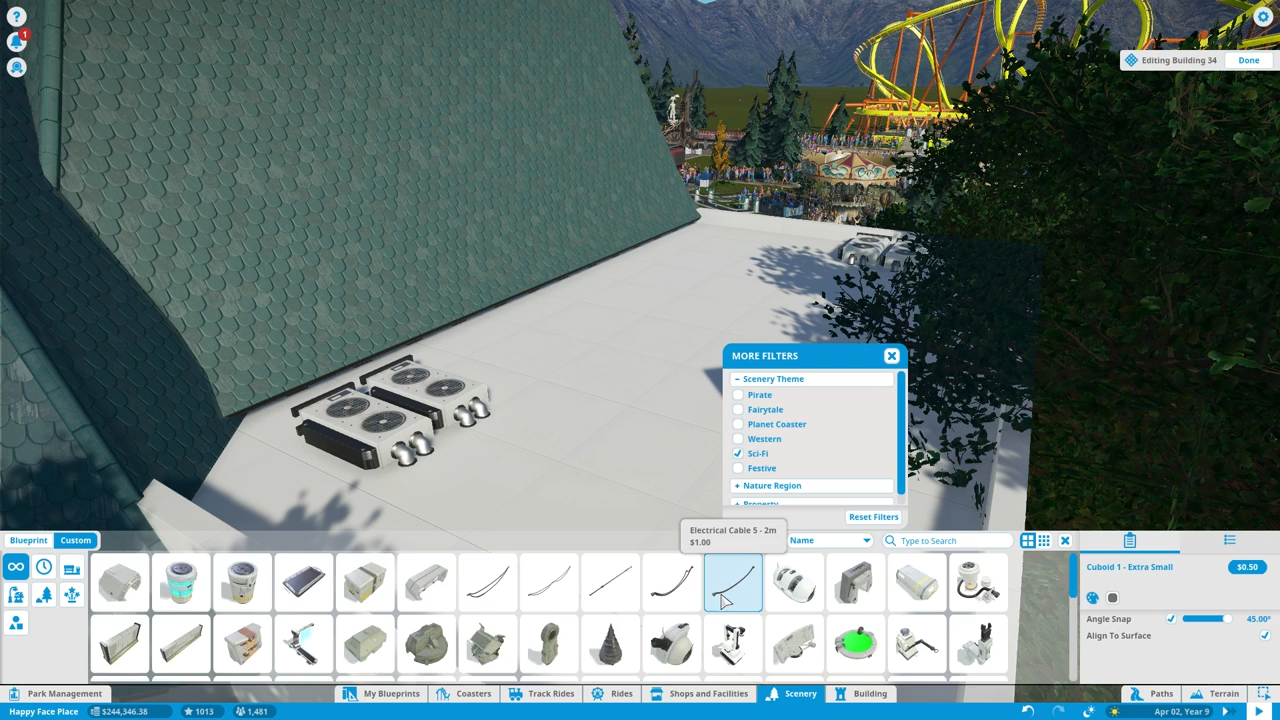 ?
1
Editing Building 34
Done
MORE FILTERS
- Scenery Theme
Pirate
Fairytale
Planet Coaster
Western
Sci-Fi
Festive
+ Nature Region
+ Property
Reset Filters
Electrical Cable 5 - 2m
$1.00
Blueprint
Custom
Name
Type to Search
Cuboid 1 - Extra Small
$0.50
Angle Snap
45.00°
Align To Surface
Park Management
My Blueprints
Coasters
Track Rides
Rides
Shops and Facilities
Scenery
Building
Paths
Terrain
Happy Face Place
$244,346.38
1013
1,481
Apr 02, Year 9